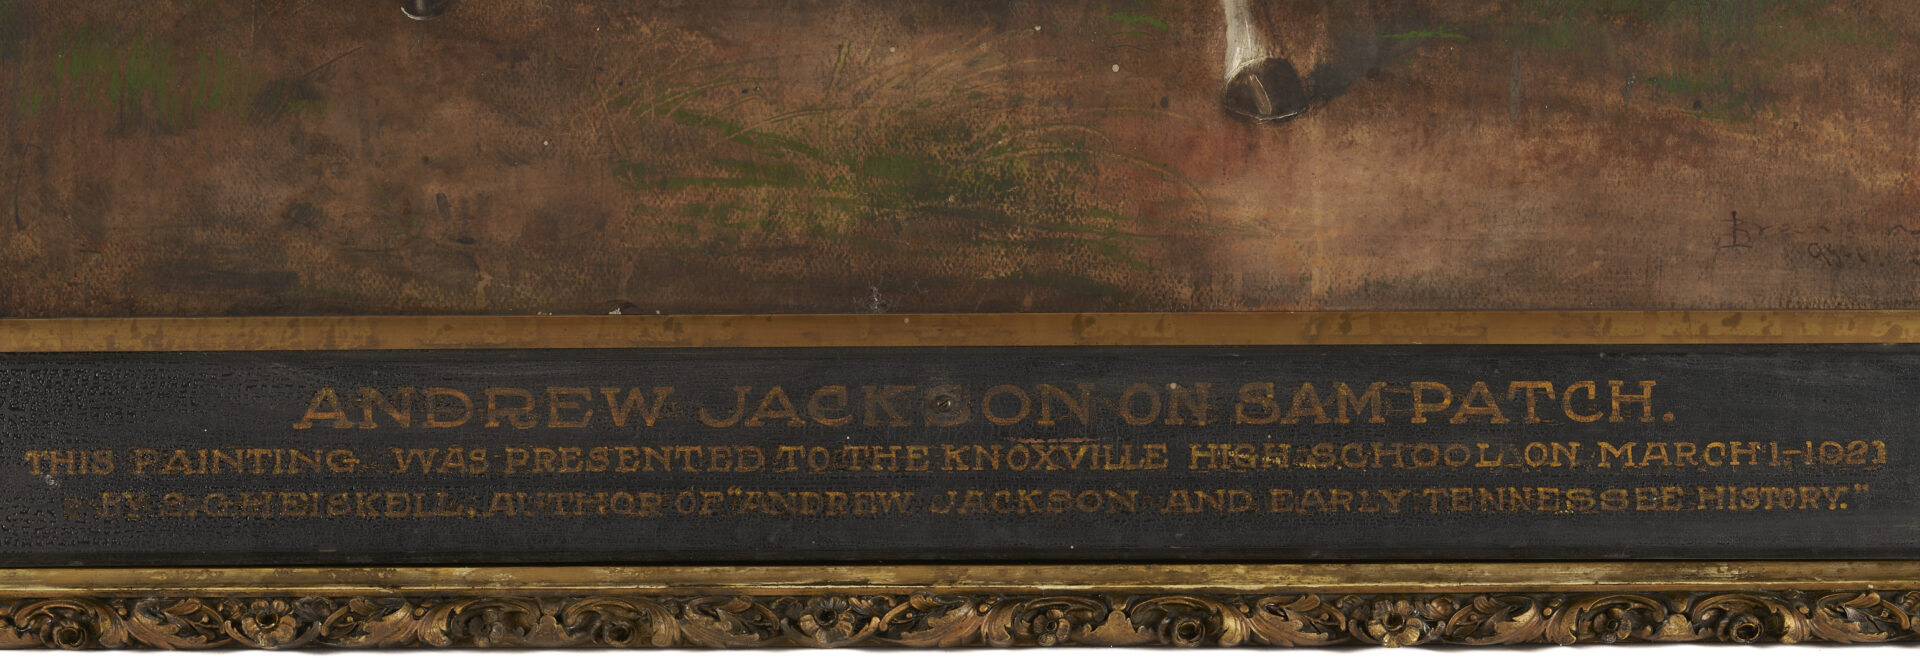 ANDREW JACKSON ON SAM PATCH.
THIS PAINTING WAS PRESENTED TO THE KNOXVILLE HIGH SCHOOL ON MARCH 1-1921
BY S. G. HEISKELL, AUTHOR OF "ANDREW JACKSON AND EARLY TENNESSEE HISTORY."